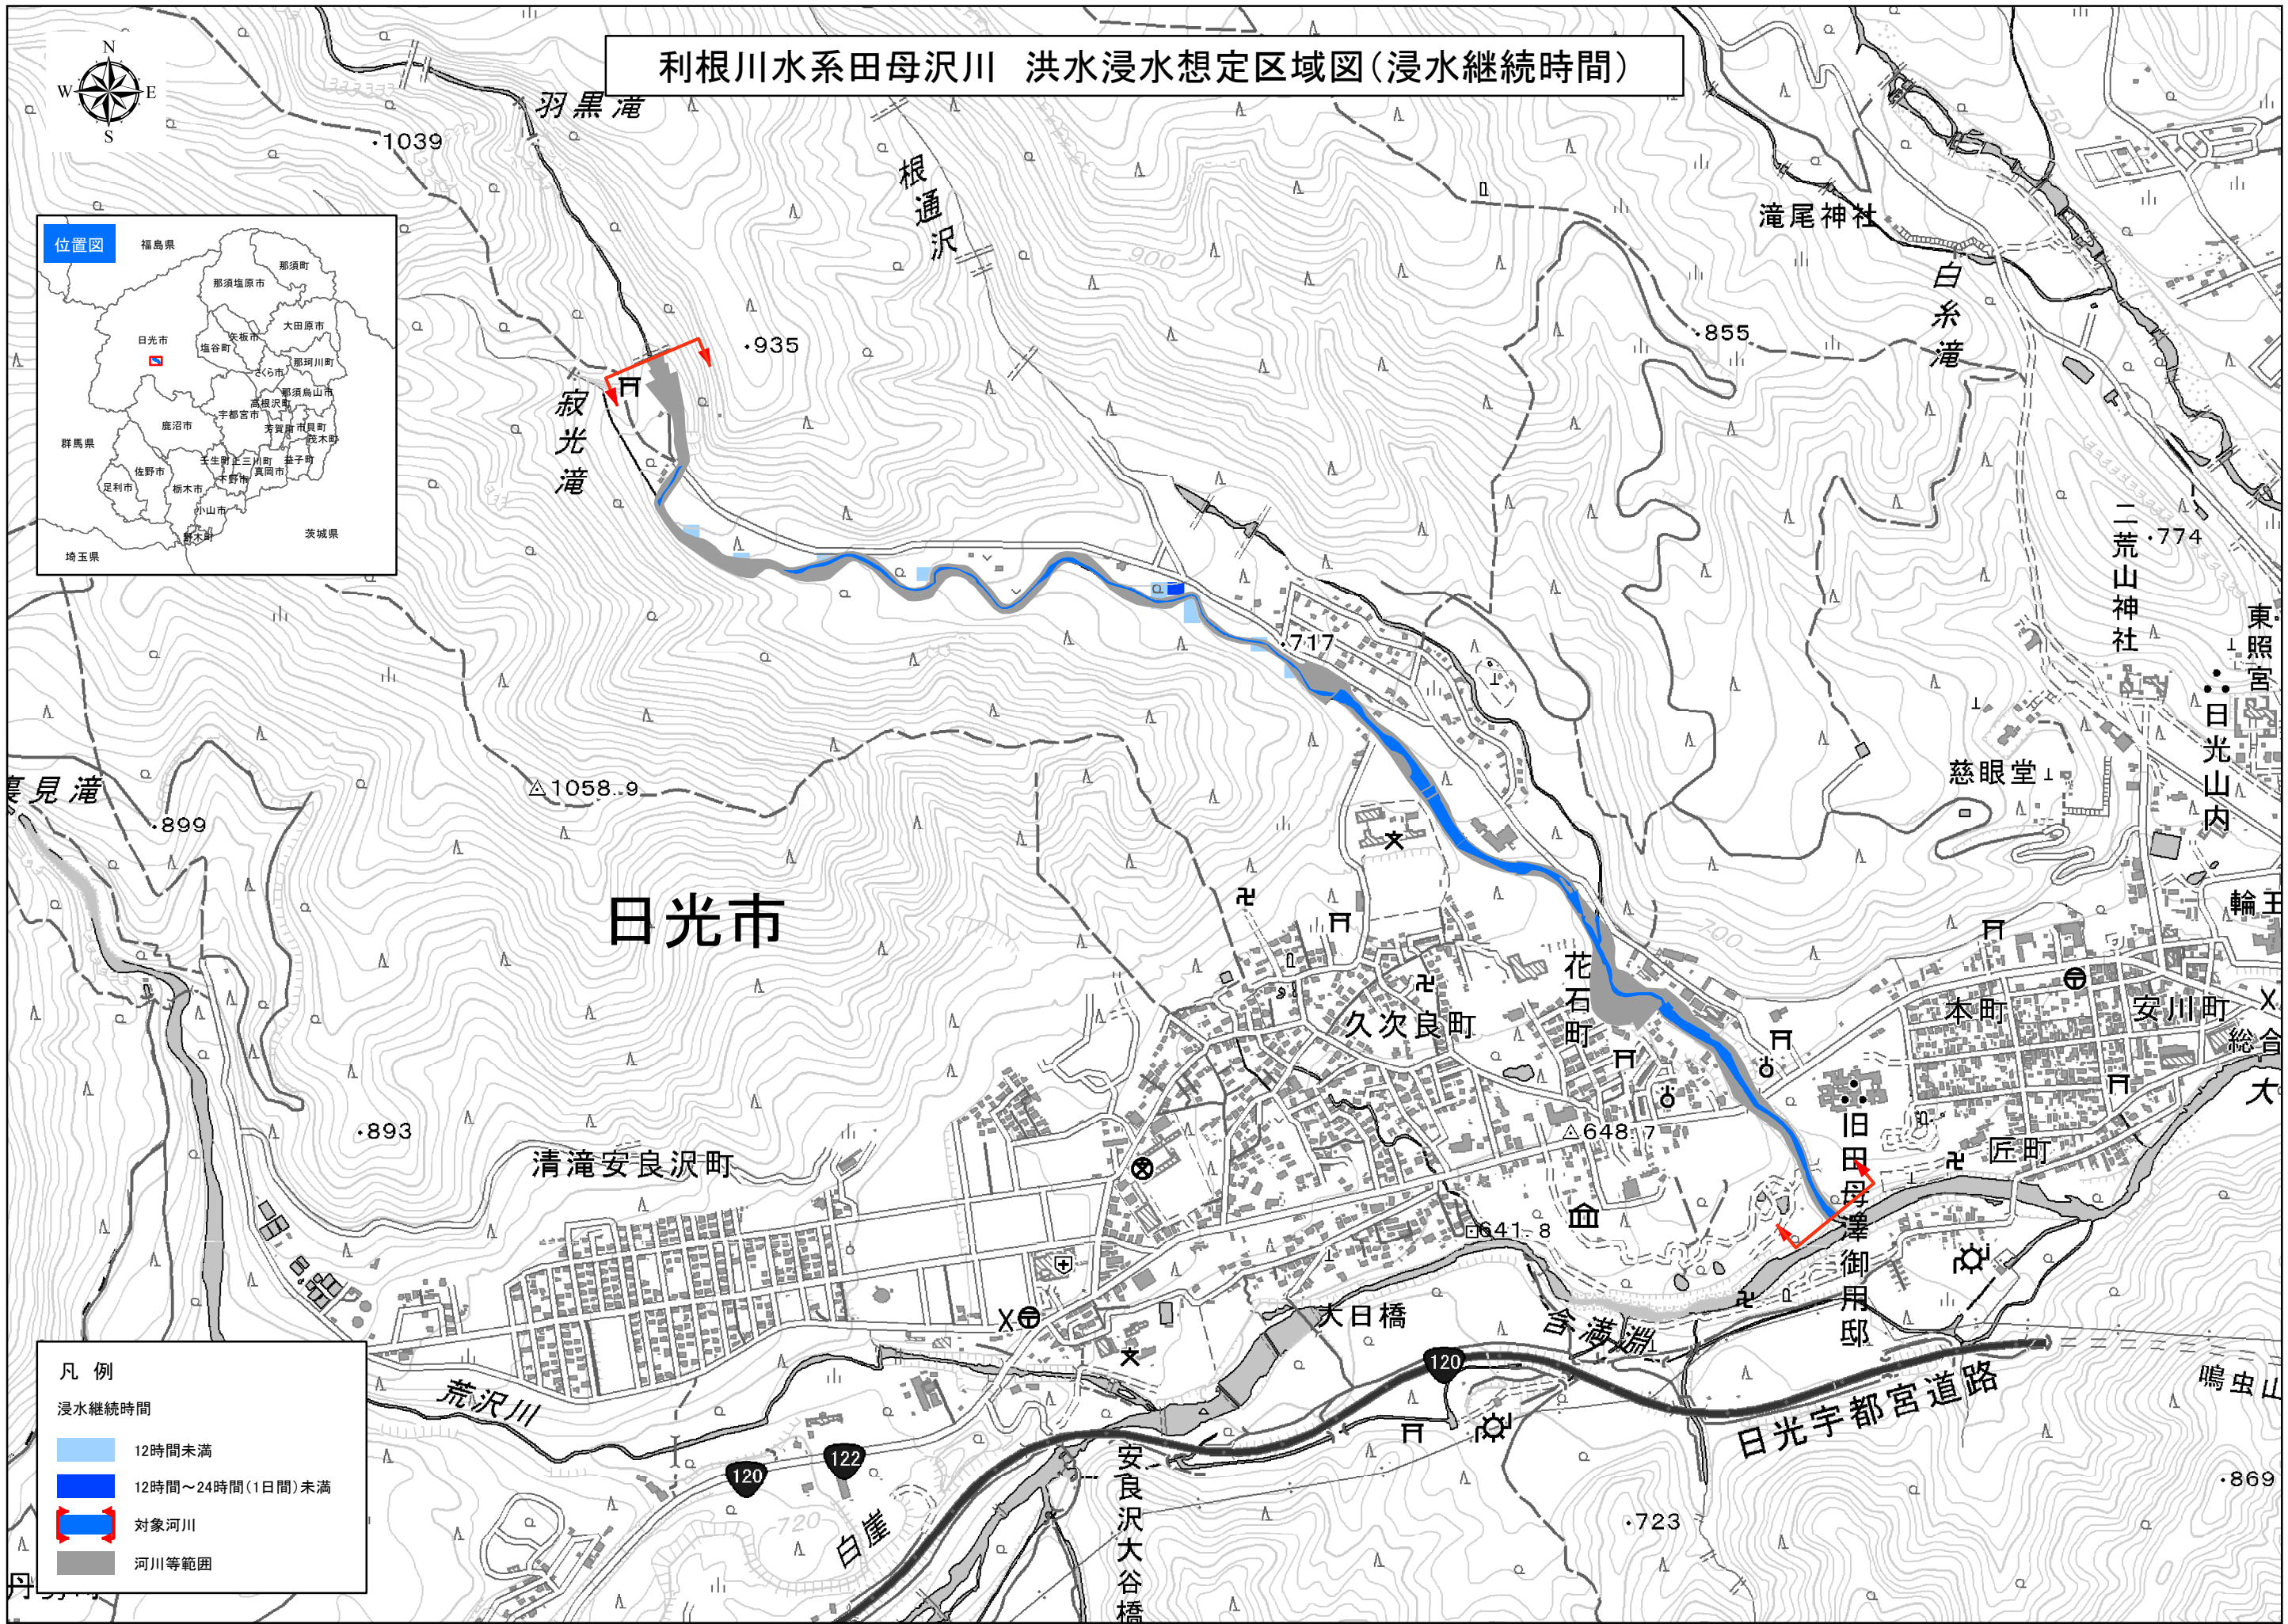 利根川水系田母沢川　洪水浸水想定区域図（浸水継続時間）
N
W
E
S
位置図
福島県
那須町
那須塩原市
日光市
矢板市
塩谷町
大田原市
さくら市
那珂川町
那須烏山市
高根沢町
宇都宮市
鹿沼市
芳賀町
市貝町
茂木町
群馬県
壬生町
上三川町
益子町
真岡市
佐野市
下野市
足利市
栃木市
小山市
野木町
茨城県
埼玉県
羽黒滝
1039
根通沢
900
750
滝尾神社
白糸滝
855
935
寂光滝
二荒山神社
774
東照宮
717
日光山内
慈眼堂
裏見滝
899
1058.9
日光市
輪王
700
花石町
久次良町
本町
安川町
総合
大
893
清滝安良沢町
648.7
旧田母澤御用邸
匠町
641.8
大日橋
含満淵
120
日光宇都宮道路
鳴虫山
荒沢川
120
122
白崖
720
安良沢大谷橋
723
869
凡 例
浸水継続時間
12時間未満
12時間～24時間（1日間）未満
対象河川
河川等範囲